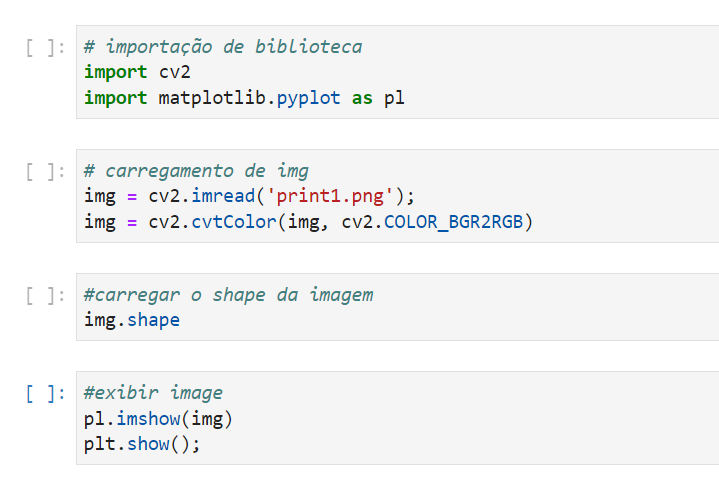 [ ]: # importação de biblioteca
import cv2
import matplotlib.pyplot as pl
[ ]: # carregamento de img
img = cv2.imread('print1.png');
img = cv2.cvtColor(img, cv2.COLOR_BGR2RGB)
[ ]: #carregar o shape da imagem
img.shape
[ ]: #exibir image
pl.imshow(img)
plt.show();